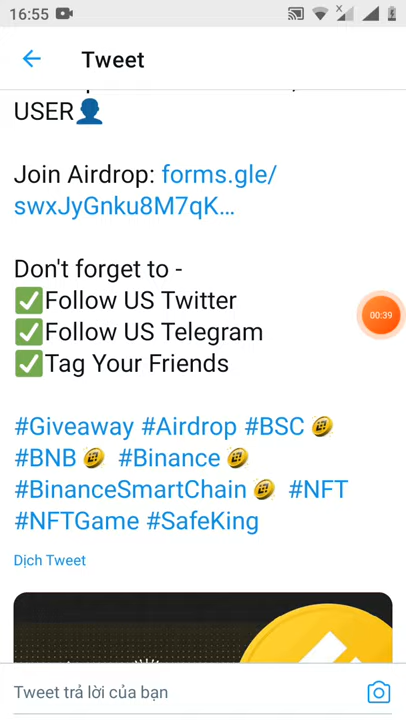 16:55
Tweet
USER
Join Airdrop: forms.gle/
swxJyGnku8M7qK...
Don't forget to -
✅Follow US Twitter
✅Follow US Telegram
✅Tag Your Friends
00:39
#Giveaway #Airdrop #BSC
#BNB #Binance
#BinanceSmartChain #NFT
#NFTGame #SafeKing
Dịch Tweet
Tweet trả lời của bạn